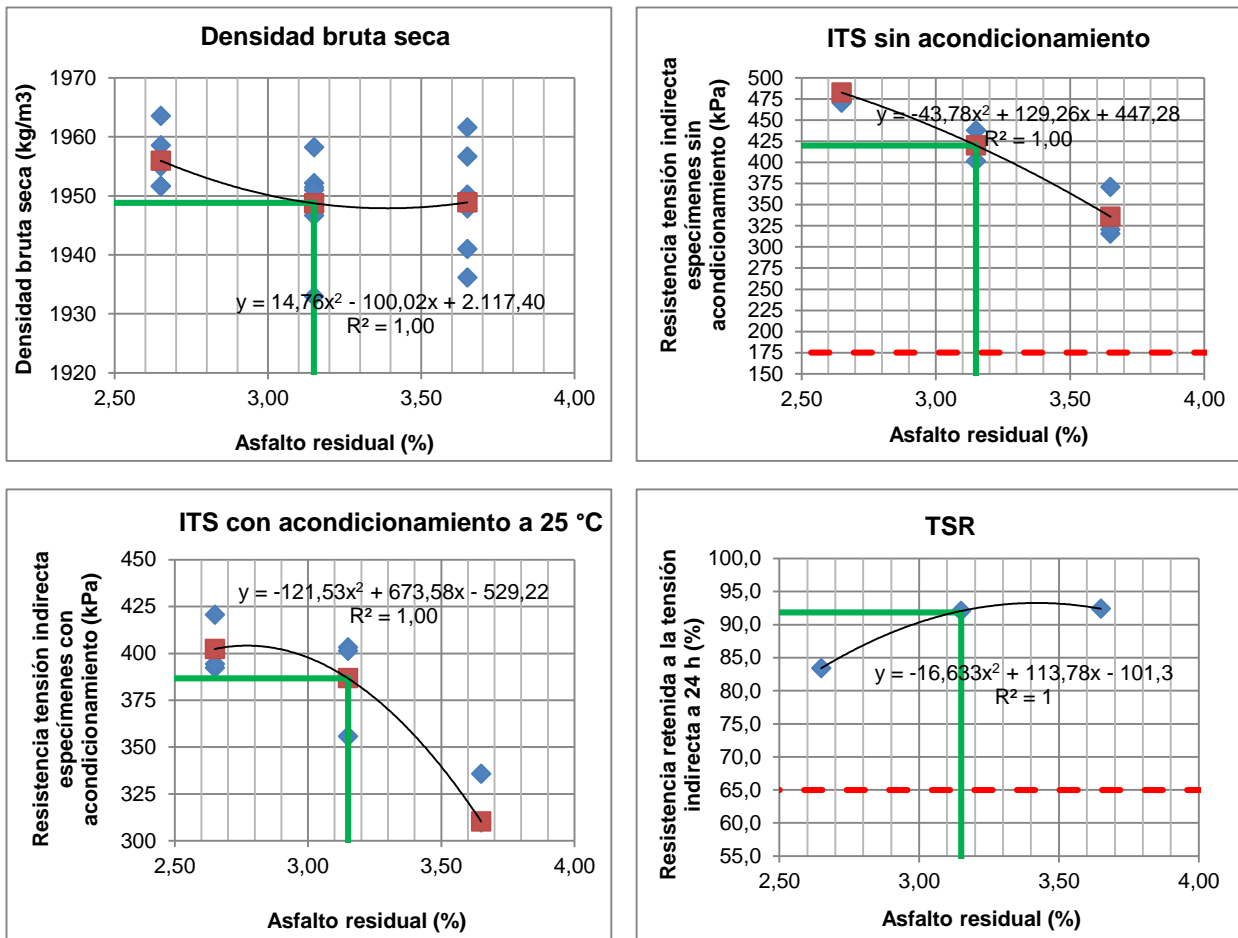 Densidad bruta seca
Densidad bruta seca (kg/m3)
1970
1960
1950
1940
1930
1920
y = 14,76x² - 100,02x + 2.117,40
R² = 1,00
2,50 3,00 3,50 4,00
Asfalto residual (%)
ITS sin acondicionamiento
Resistencia tensión indirecta
especímenes sin
acondicionamiento (kPa)
500
475
450
425
400
375
350
325
300
275
250
225
200
175
150
y = -43,78x² + 129,26x + 447,28
R² = 1,00
2,50 3,00 3,50 4,00
Asfalto residual (%)
ITS con acondicionamiento a 25 °C
Resistencia tensión indirecta
especímenes con
acondicionamiento (kPa)
450
425
400
375
350
325
300
y = -121,53x² + 673,58x - 529,22
R² = 1,00
2,50 3,00 3,50 4,00
Asfalto residual (%)
TSR
Resistencia retenida a la tensión
indirecta a 24 h (%)
100,0
95,0
90,0
85,0
80,0
75,0
70,0
65,0
60,0
55,0
y = -16,633x² + 113,78x - 101,3
R² = 1
2,50 3,00 3,50 4,00
Asfalto residual (%)